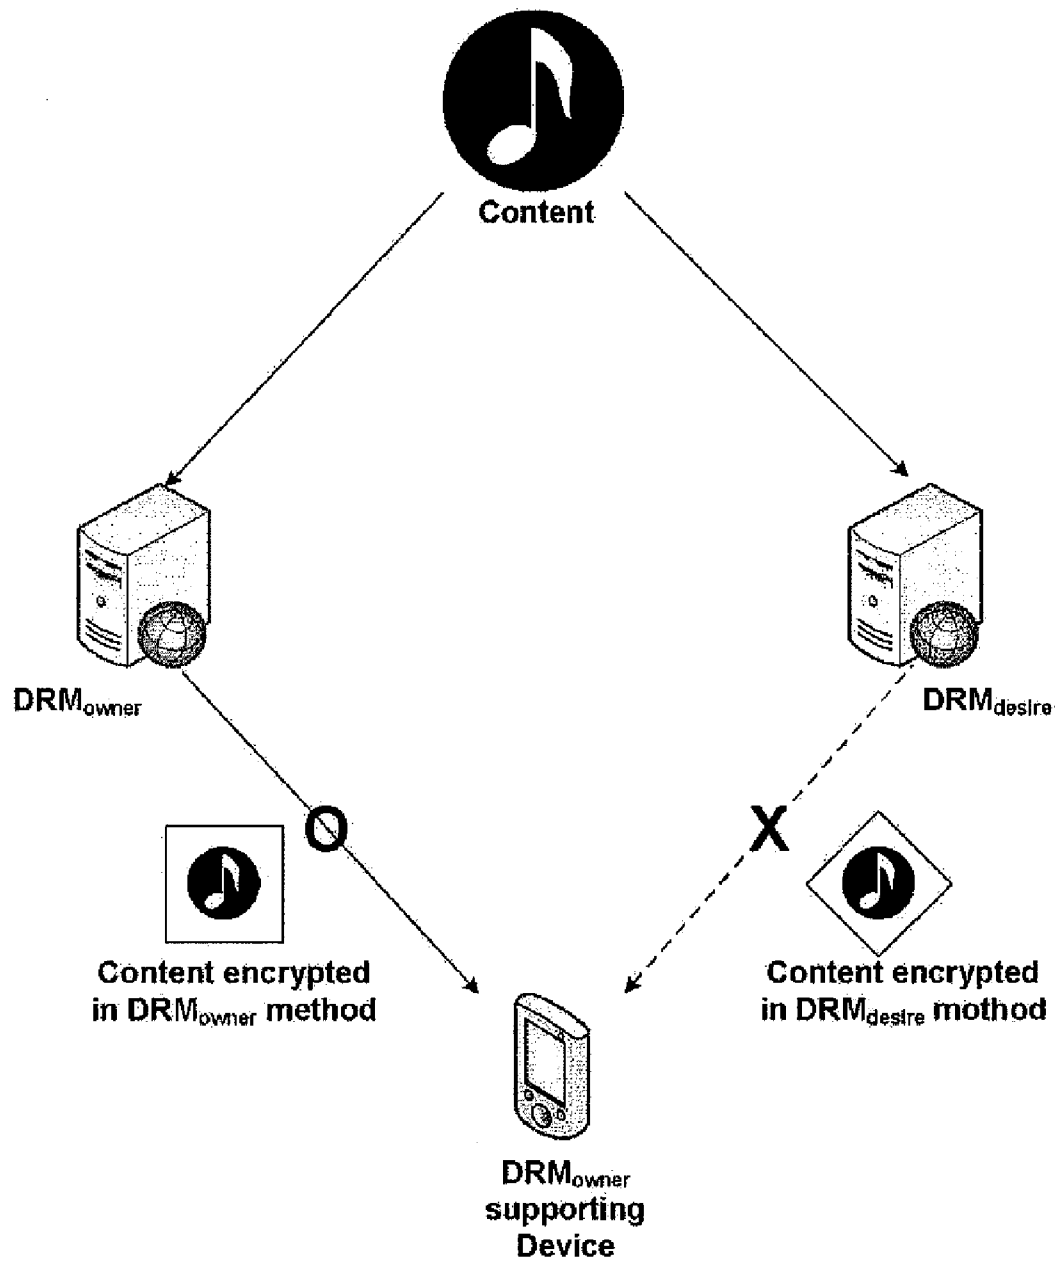 Content
DRMowner
DRMdesire
O
X
Content encrypted
in DRMowner method
Content encrypted
in DRMdesire mothod
DRMowner
supporting
Device